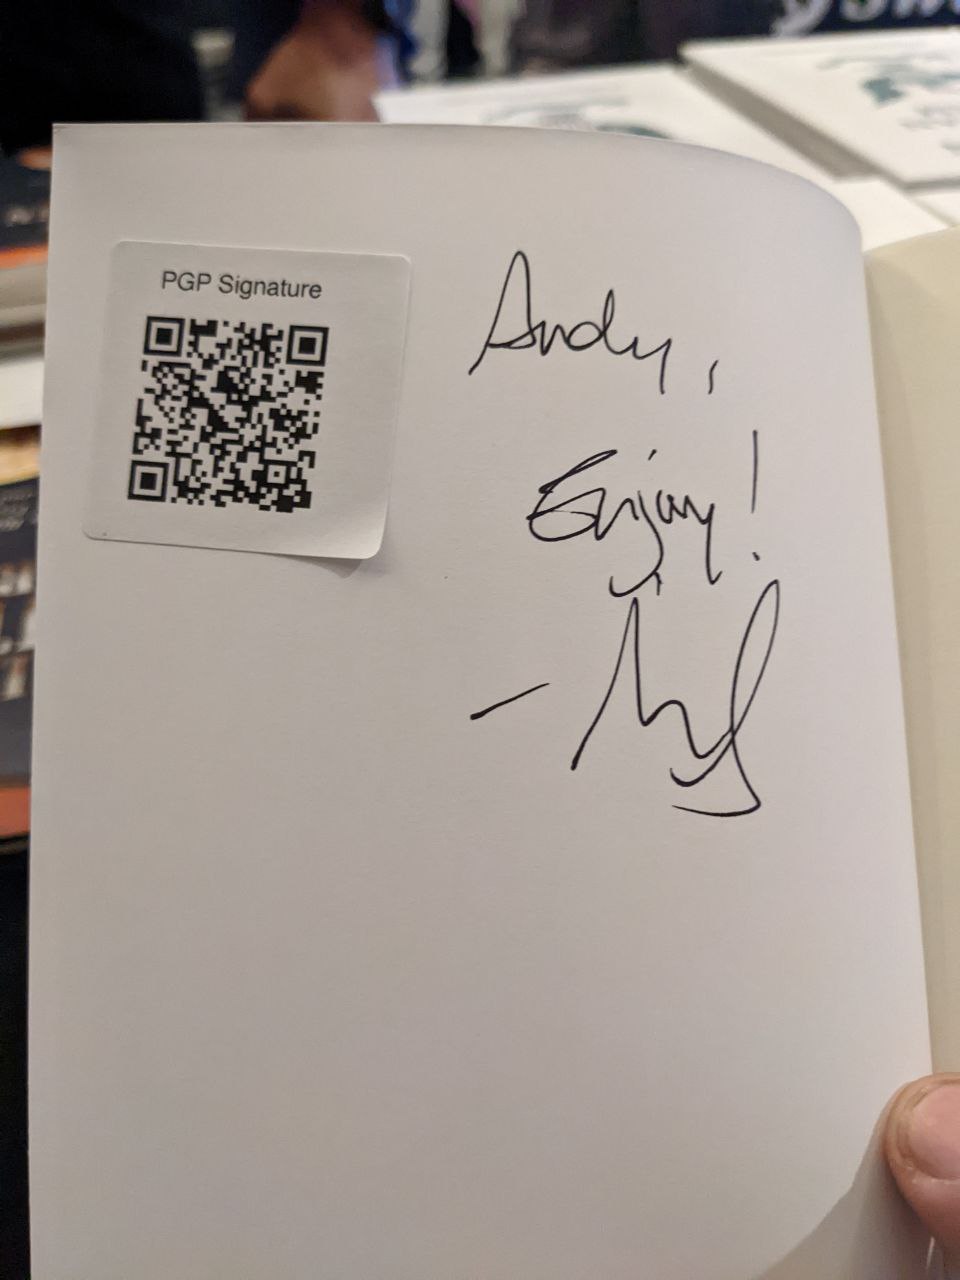 PGP Signature
Andy,
Enjoy!